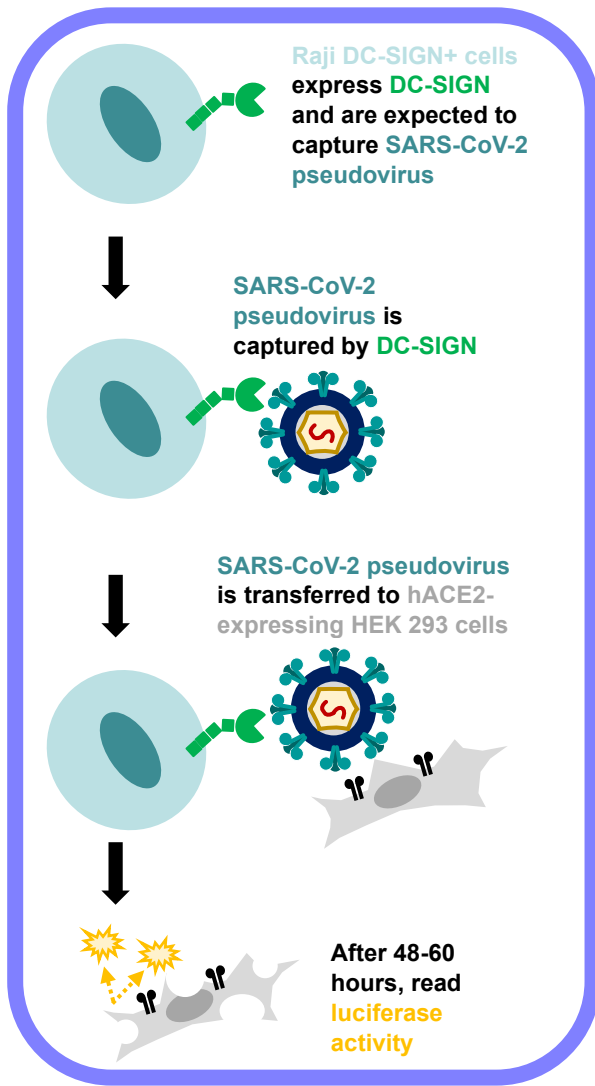 Raji DC-SIGN+ cells
express DC-SIGN
and are expected to
capture SARS-CoV-2
pseudovirus
SARS-CoV-2
pseudovirus is
captured by DC-SIGN
SARS-CoV-2 pseudovirus
is transferred to hACE2-
expressing HEK 293 cells
After 48-60
hours, read
luciferase
activity